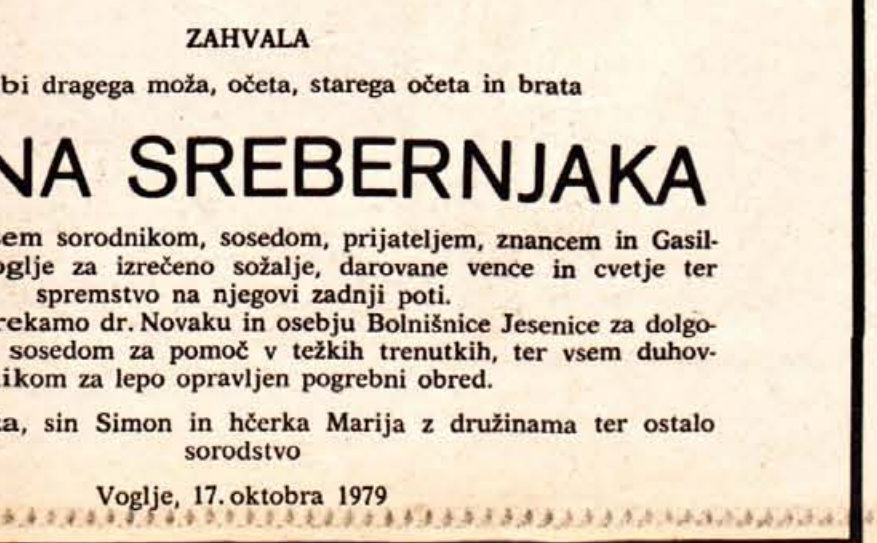 ZAHVALA
bi dragega moža, očeta, starega očeta in brata
NA SREBERNJAKA
sem sorodnikom, sosedom, prijateljem, znancem in Gasil-
oglje za izrečeno sožalje, darovane vence in cvetje ter
spremstvo na njegovi zadnji poti.
rekamo dr. Novaku in osebju Bolnišnice Jesenice za dolgo-
sosedom za pomoč v težkih trenutkih, ter vsem duhov-
ikom za lepo opravljen pogrebni obred.
ka, sin Simon in hčerka Marija z družinama ter ostalo
sorodstvo
Voglje, 17. oktobra 1979